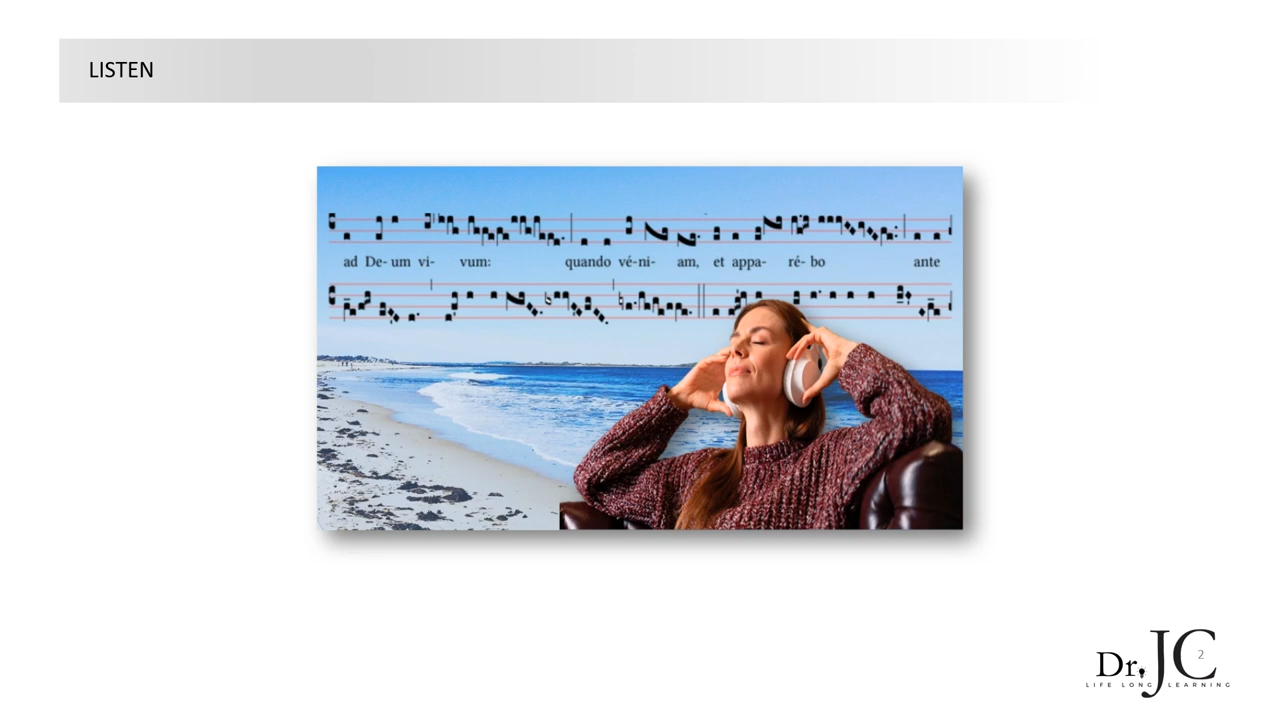 LISTEN
ad De- um vi- vum: quando vé-ni- am, et appa- ré- bo ante
Dr. JC
2
LIFE LONG LEARNING